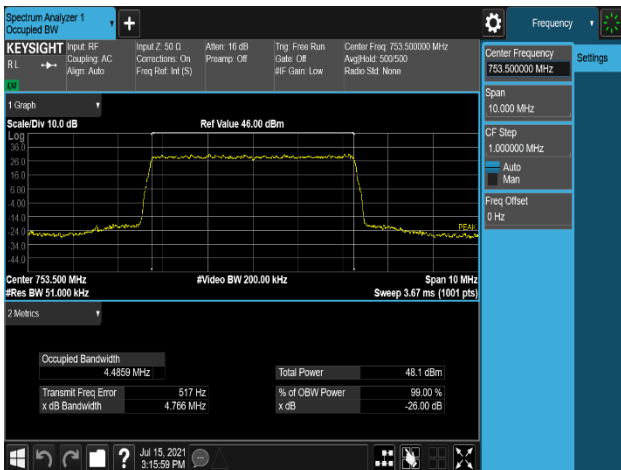 Spectrum Analyzer 1
Occupied BW
Frequency
KEYSIGHT
RL
LW
Input: RF
Coupling: AC
Align: Auto
Input Z: 50 Ω
Corrections: On
Freq Ref: Int (S)
Atten: 16 dB
Preamp: Off
Trig: Free Run
Gate: Off
#IF Gain: Low
Center Freq: 753.500000 MHz
Avg|Hold: 500/500
Radio Std: None
Center Frequency
753.500000 MHz
Settings
Span
10.000 MHz
CF Step
1.000000 MHz
Auto
Man
Freq Offset
0 Hz
1 Graph
Scale/Div 10.0 dB
Ref Value 46.00 dBm
Log
36.0
26.0
16.0
6.00
-4.00
-14.0
-24.0
-34.0
-44.0
PEAK
Center 753.500 MHz
#Video BW 200.00 kHz
Span 10 MHz
#Res BW 51.000 kHz
Sweep 3.67 ms (1001 pts)
2 Metrics
Occupied Bandwidth
4.4859 MHz
Total Power
48.1 dBm
Transmit Freq Error
517 Hz
% of OBW Power
99.00 %
x dB Bandwidth
4.766 MHz
x dB
-26.00 dB
?
Jul 15, 2021
3:15:59 PM